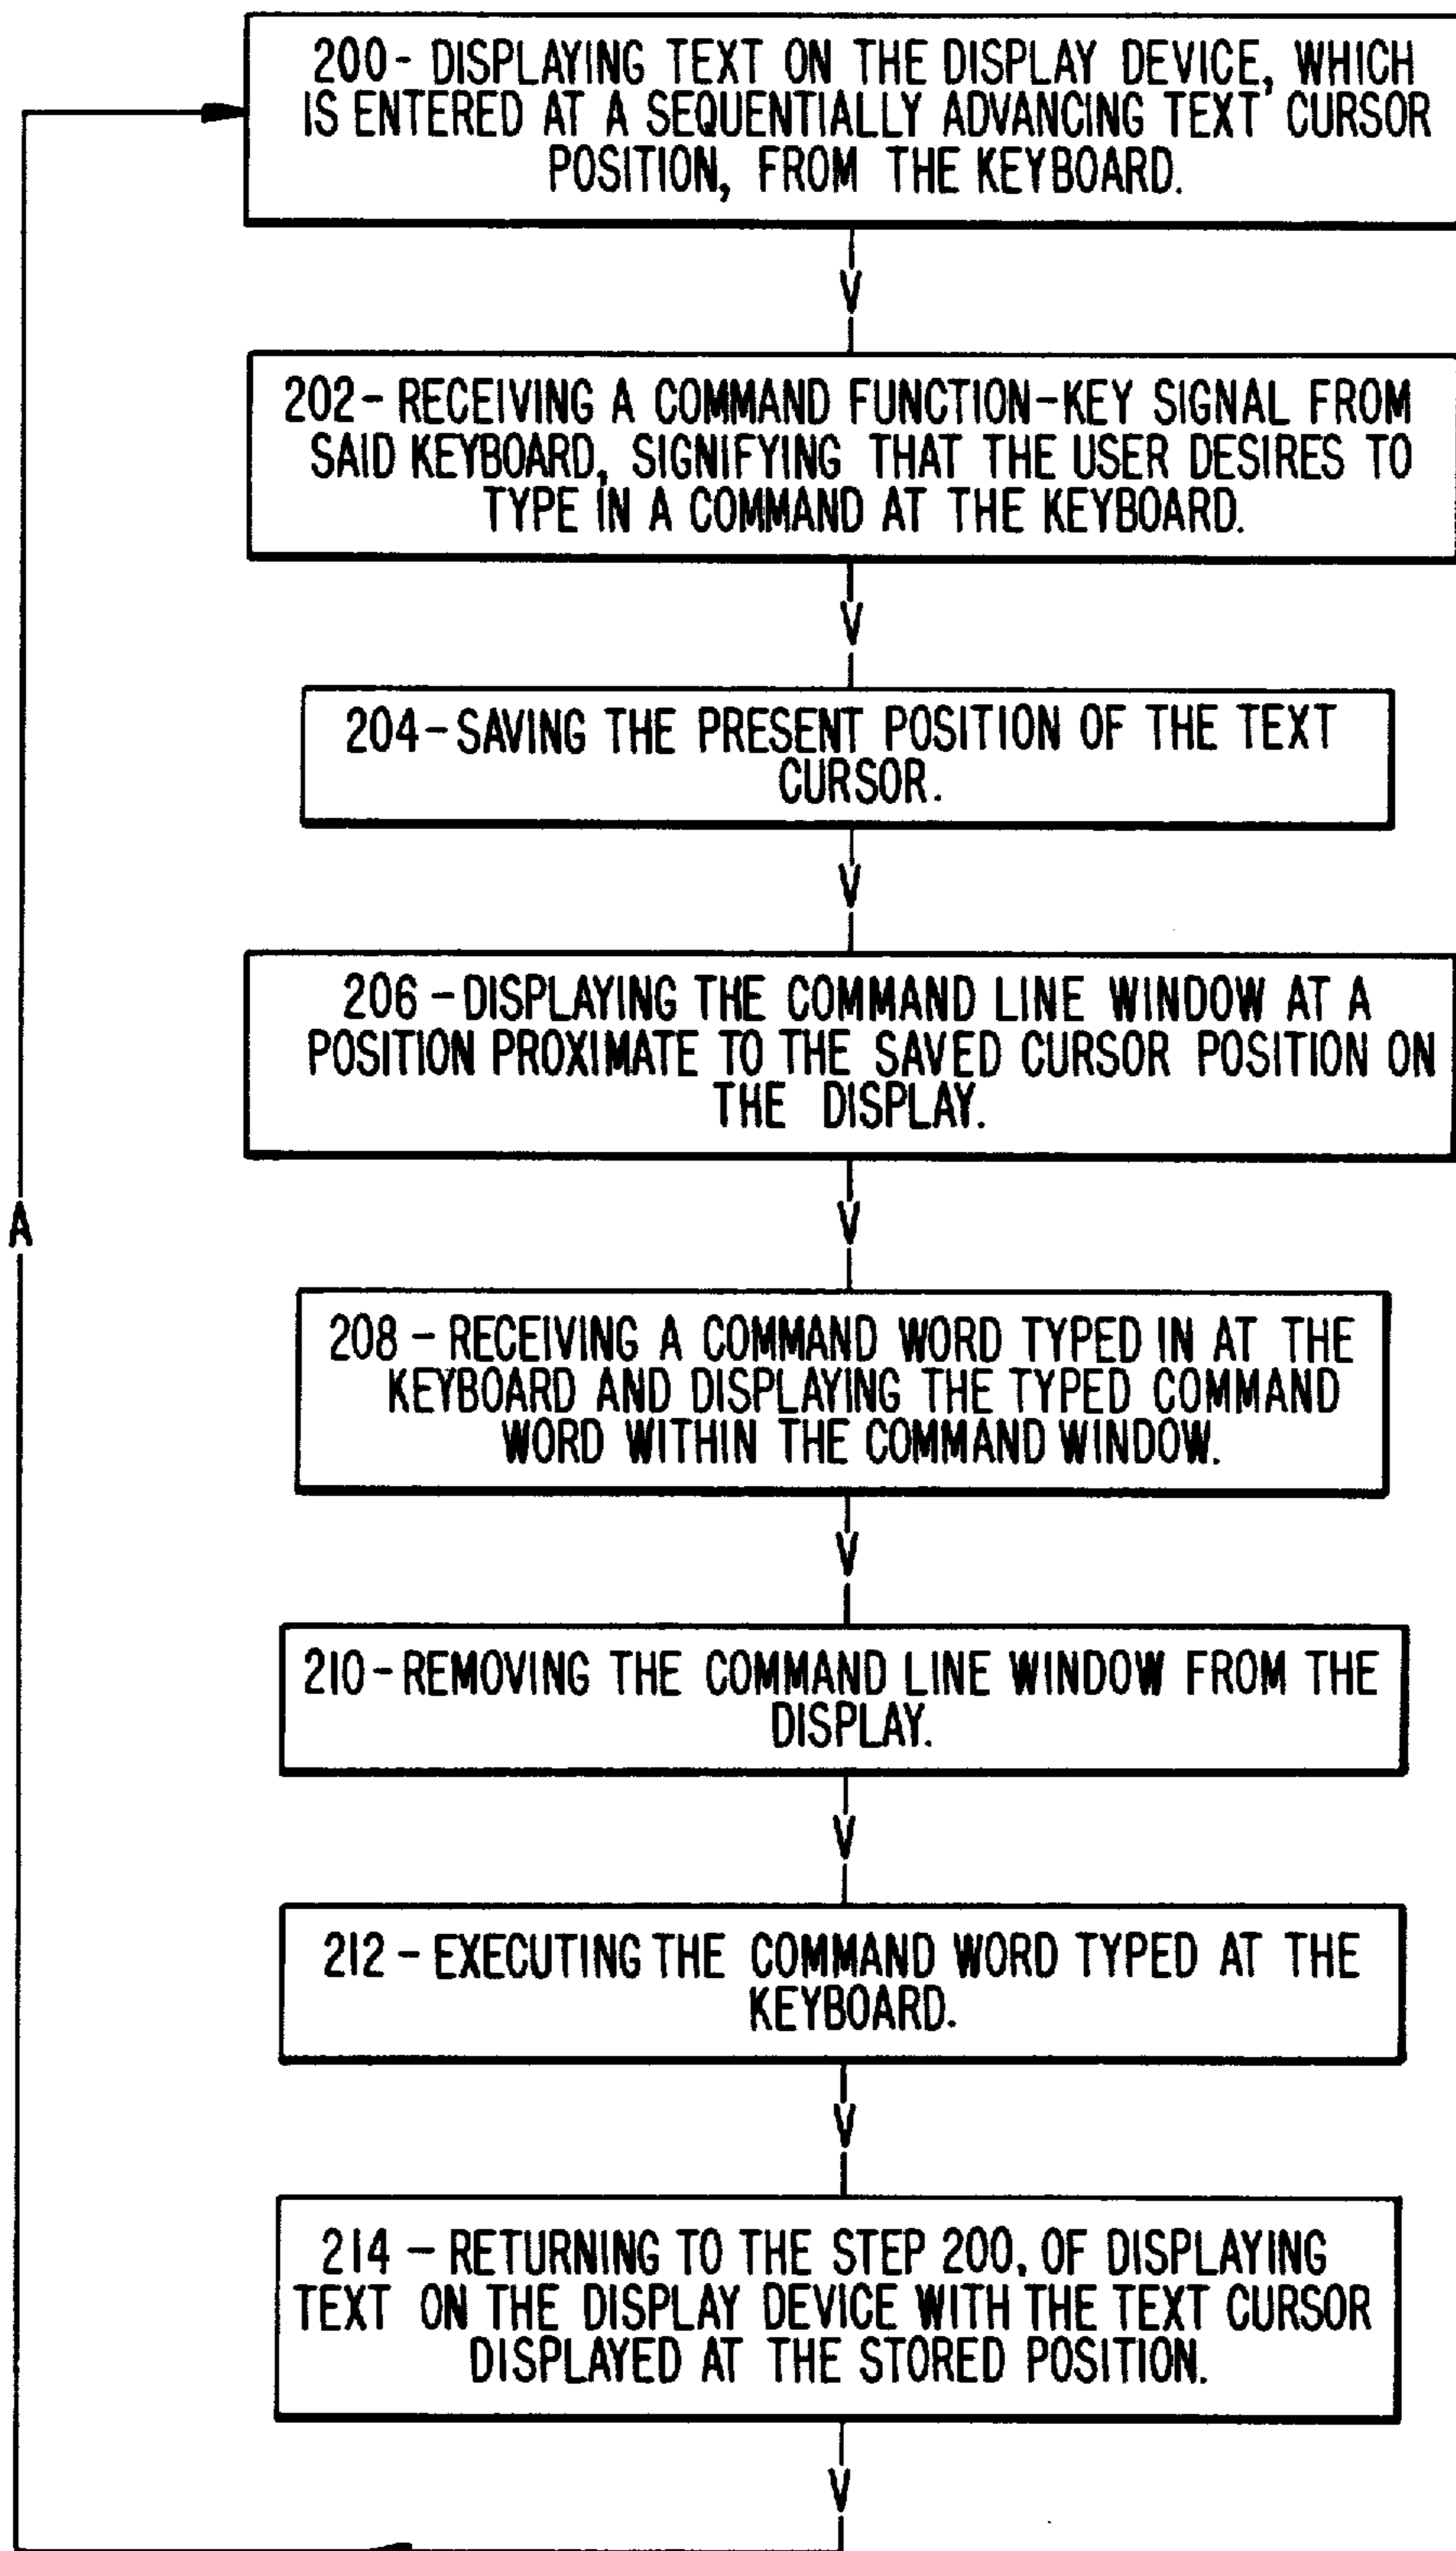 200 - DISPLAYING TEXT ON THE DISPLAY DEVICE, WHICH
IS ENTERED AT A SEQUENTIALLY ADVANCING TEXT CURSOR
POSITION, FROM THE KEYBOARD.
V
202 - RECEIVING A COMMAND FUNCTION-KEY SIGNAL FROM
SAID KEYBOARD, SIGNIFYING THAT THE USER DESIRES TO
TYPE IN A COMMAND AT THE KEYBOARD.
V
204 - SAVING THE PRESENT POSITION OF THE TEXT
CURSOR.
V
206 - DISPLAYING THE COMMAND LINE WINDOW AT A
POSITION PROXIMATE TO THE SAVED CURSOR POSITION ON
THE DISPLAY.
V
A
208 - RECEIVING A COMMAND WORD TYPED IN AT THE
KEYBOARD AND DISPLAYING THE TYPED COMMAND
WORD WITHIN THE COMMAND WINDOW.
V
210 - REMOVING THE COMMAND LINE WINDOW FROM THE
DISPLAY.
V
212 - EXECUTING THE COMMAND WORD TYPED AT THE
KEYBOARD.
V
214 - RETURNING TO THE STEP 200, OF DISPLAYING
TEXT ON THE DISPLAY DEVICE WITH THE TEXT CURSOR
DISPLAYED AT THE STORED POSITION.
V